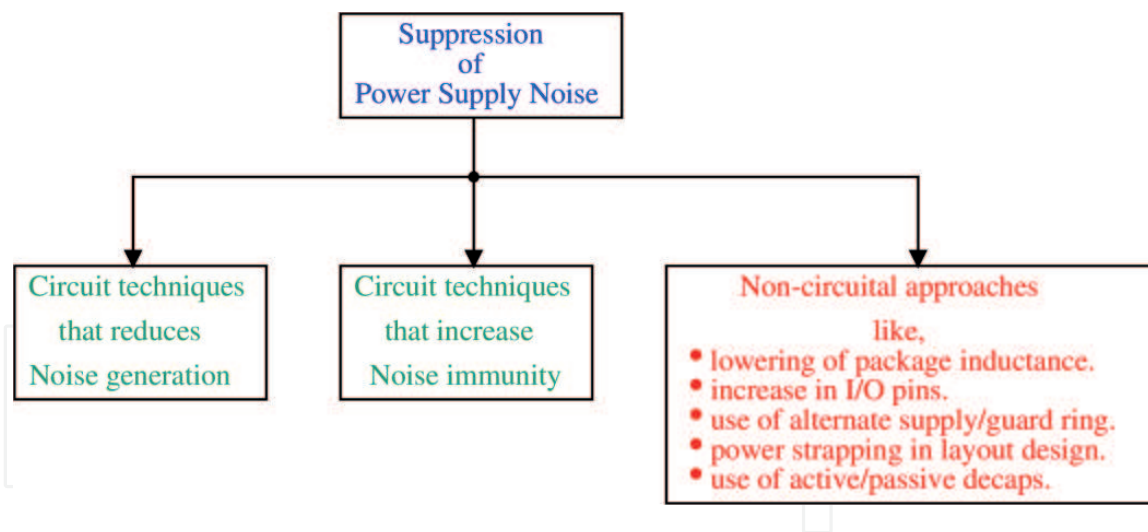 Suppression
of
Power Supply Noise
Circuit techniques
that reduces
Noise generation
Circuit techniques
that increase
Noise immunity
Non-circuital approaches
like,
• lowering of package inductance.
• increase in I/O pins.
• use of alternate supply/guard ring.
• power strapping in layout design.
• use of active/passive decaps.